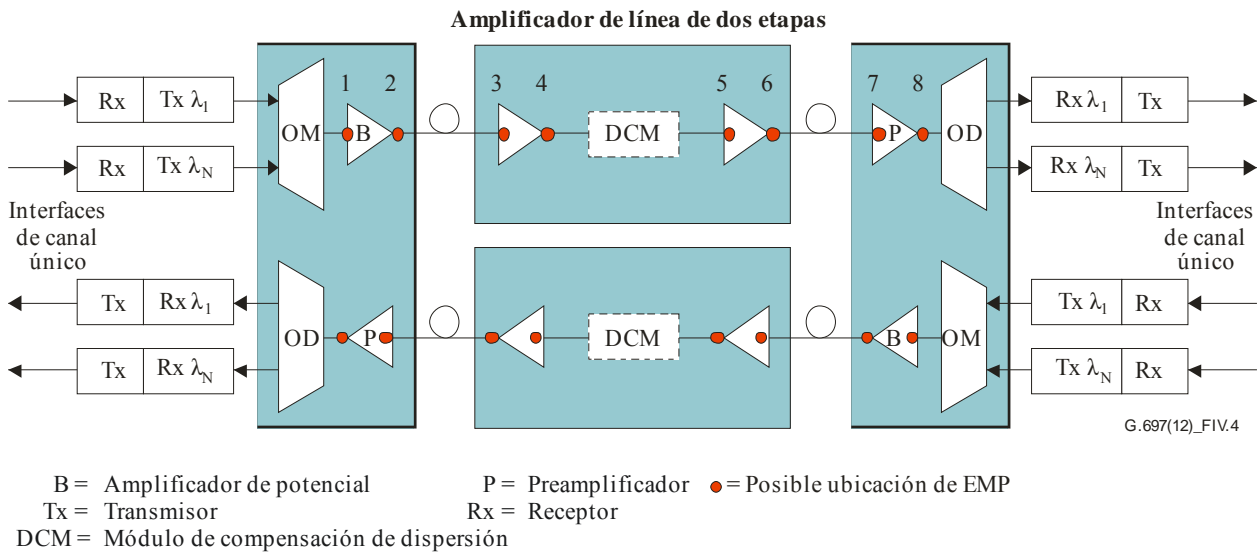 Amplificador de línea de dos etapas
1 2 3 4 5 6 7 8
Rx Tx λ1 OM B DCM P OD Rx λ1 Tx
Rx Tx λN Rx λN Tx
Interfaces
de canal
único
Interfaces
de canal
único
Tx Rx λ1 OD P DCM B OM Tx λ1 Rx
Tx Rx λN Tx λN Rx
G.697(12)_FIV.4
B = Amplificador de potencial P = Preamplificador = Posible ubicación de EMP
Tx = Transmisor Rx = Receptor
DCM = Módulo de compensación de dispersión